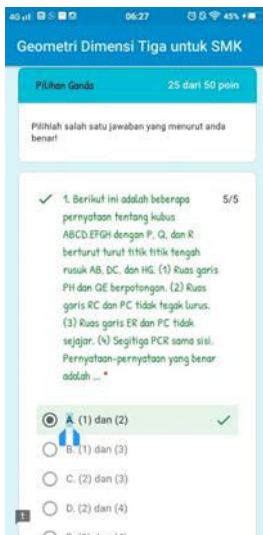 4G 06:27 45%
Geometri Dimensi Tiga untuk SMK
Pilihan Ganda 25 dari 50 poin
Pilihlah salah satu jawaban yang menurut anda
benar!
1. Berikut ini adalah beberapa 5/5
pernyataan tentang kubus
ABCD.EFGH dengan P, Q, dan R
berturut turut titik titik tengah
rusuk AB, DC, dan HG. (1) Ruas garis
PH dan QE berpotongan. (2) Ruas
garis RC dan PC tidak tegak lurus.
(3) Ruas garis ER dan PC tidak
sejajar. (4) Segitiga PCR sama sisi.
Pernyataan-pernyataan yang benar
adalah ... *
A. (1) dan (2)
B. (1) dan (3)
C. (2) dan (3)
D. (2) dan (4)